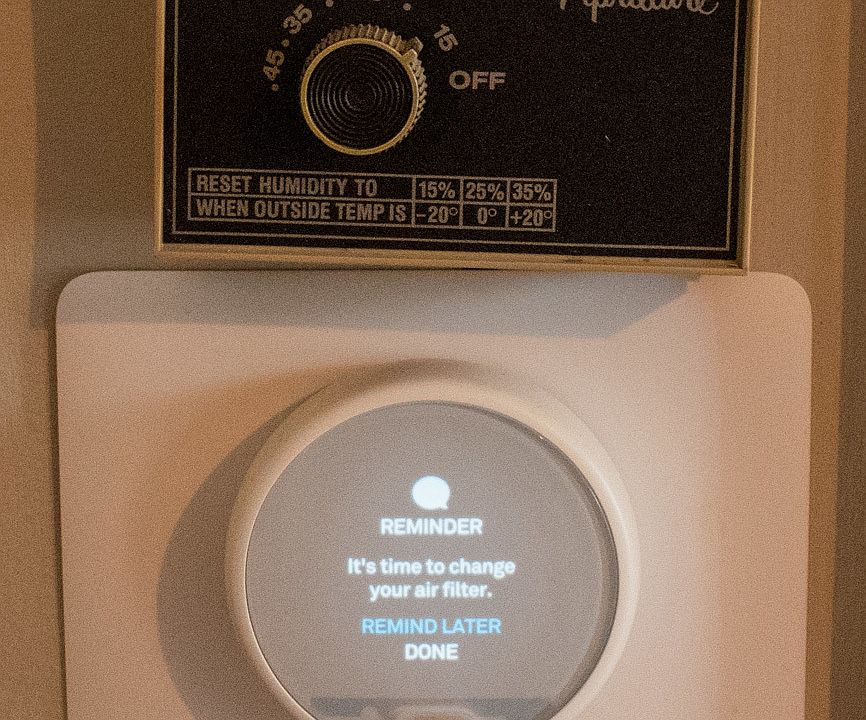 45 . 35
15
OFF
RESET HUMIDITY TO 15% 25% 35%
WHEN OUTSIDE TEMP IS -20° 0° +20°
REMINDER
It's time to change
your air filter.
REMIND LATER
DONE